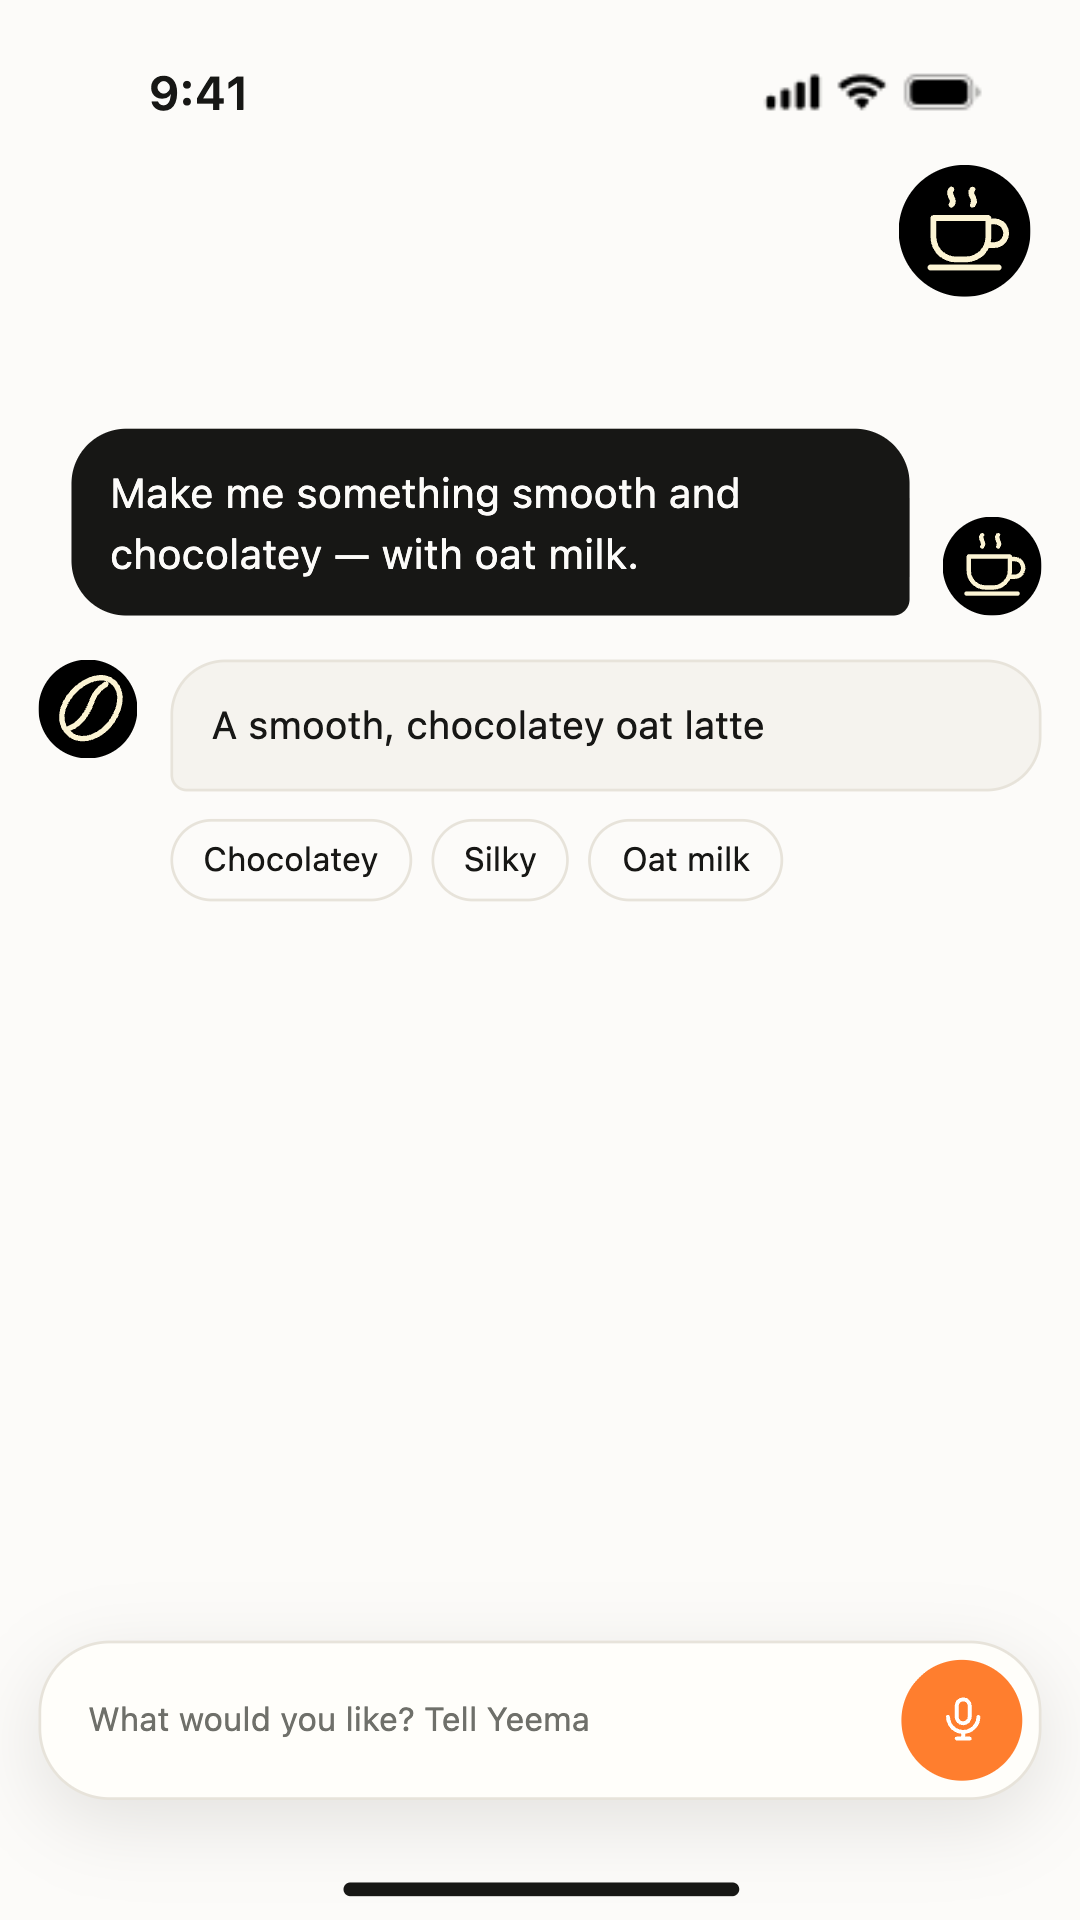 9:41
Make me something smooth and
chocolatey — with oat milk.
A smooth, chocolatey oat latte
Chocolatey
Silky
Oat milk
What would you like? Tell Yeema